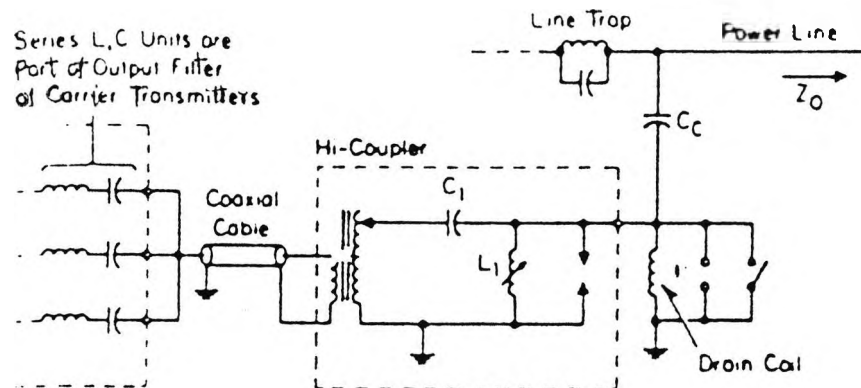 Series L,C Units are
Part of Output Filter
of Carrier Transmitters
Line Trap
Power Line
Z0
CC
Hi-Coupler
C1
Coaxial
Cable
L1
Drain Coil